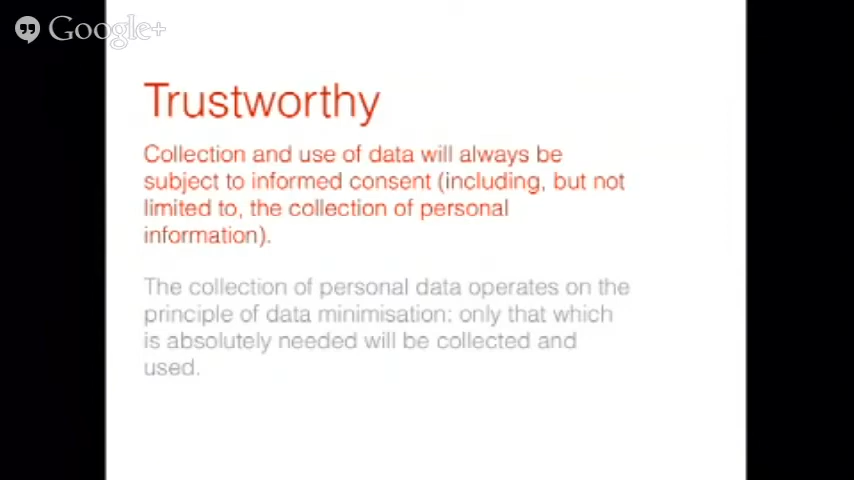 Google+
Trustworthy
Collection and use of data will always be
subject to informed consent (including, but not
limited to, the collection of personal
information).
The collection of personal data operates on the
principle of data minimisation: only that which
is absolutely needed will be collected and
used.